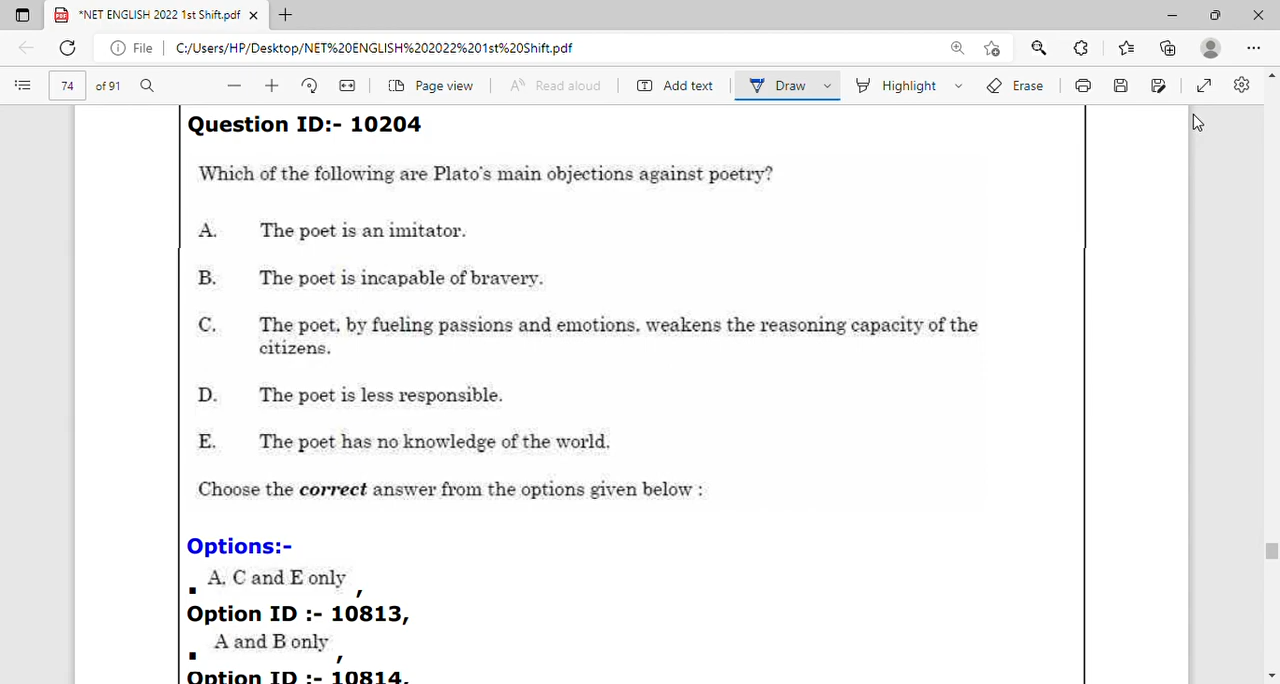 *NET ENGLISH 2022 1st Shift.pdf
File C:/Users/HP/Desktop/NET%20ENGLISH%202022%201st%20Shift.pdf
74 of 91 Page view Read aloud Add text Draw Highlight Erase
Question ID:- 10204
Which of the following are Plato's main objections against poetry?
A. The poet is an imitator.
B. The poet is incapable of bravery.
C. The poet, by fueling passions and emotions, weakens the reasoning capacity of the
citizens.
D. The poet is less responsible.
E. The poet has no knowledge of the world.
Choose the correct answer from the options given below :
Options:-
A, C and E only ,
Option ID :- 10813,
A and B only ,
Option ID :- 10814,